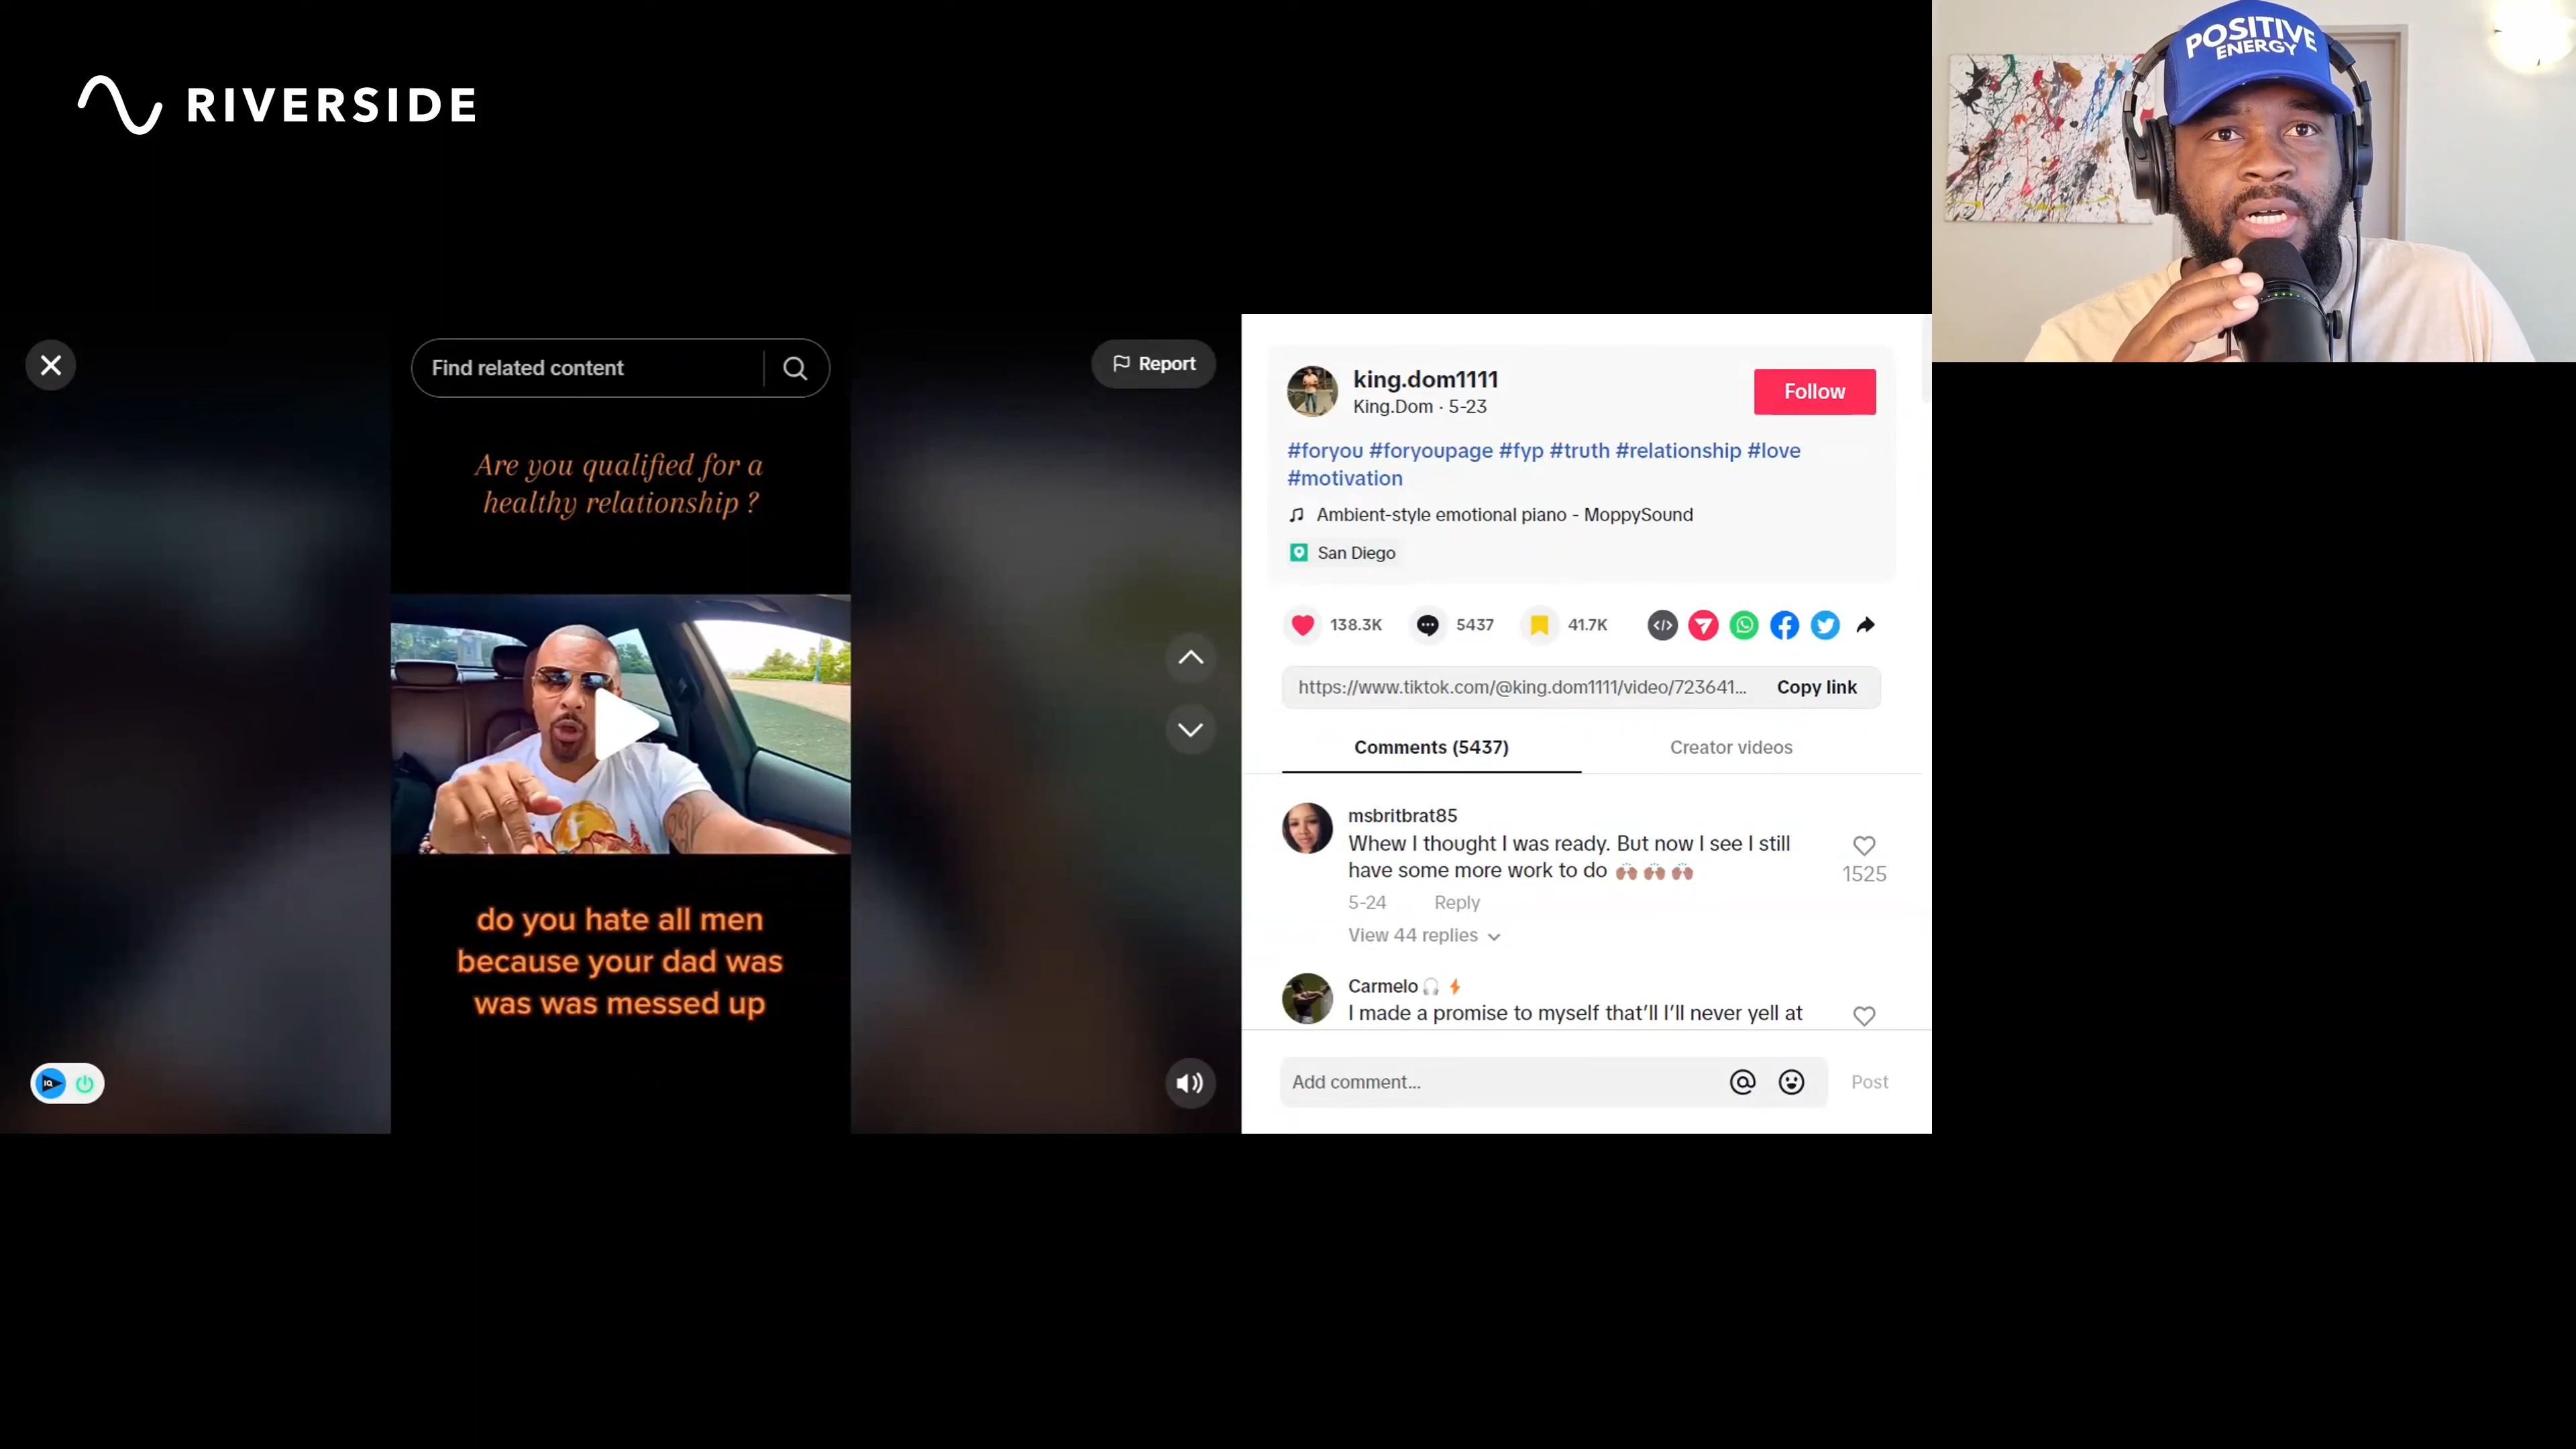 RIVERSIDE
POSITIVE
ENERGY
Find related content
Report
Are you qualified for a
healthy relationship ?
do you hate all men
because your dad was
was was messed up
IQ
king.dom1111
King.Dom · 5-23
Follow
#foryou #foryoupage #fyp #truth #relationship #love
#motivation
Ambient-style emotional piano - MoppySound
San Diego
138.3K
5437
41.7K
https://www.tiktok.com/@king.dom1111/video/723641...
Copy link
Comments (5437)
Creator videos
msbritbrat85
Whew I thought I was ready. But now I see I still
have some more work to do 🙌🏽 🙌🏽 🙌🏽
1525
5-24
Reply
View 44 replies
Carmelo🎧⚡
I made a promise to myself that’ll I’ll never yell at
Add comment...
Post